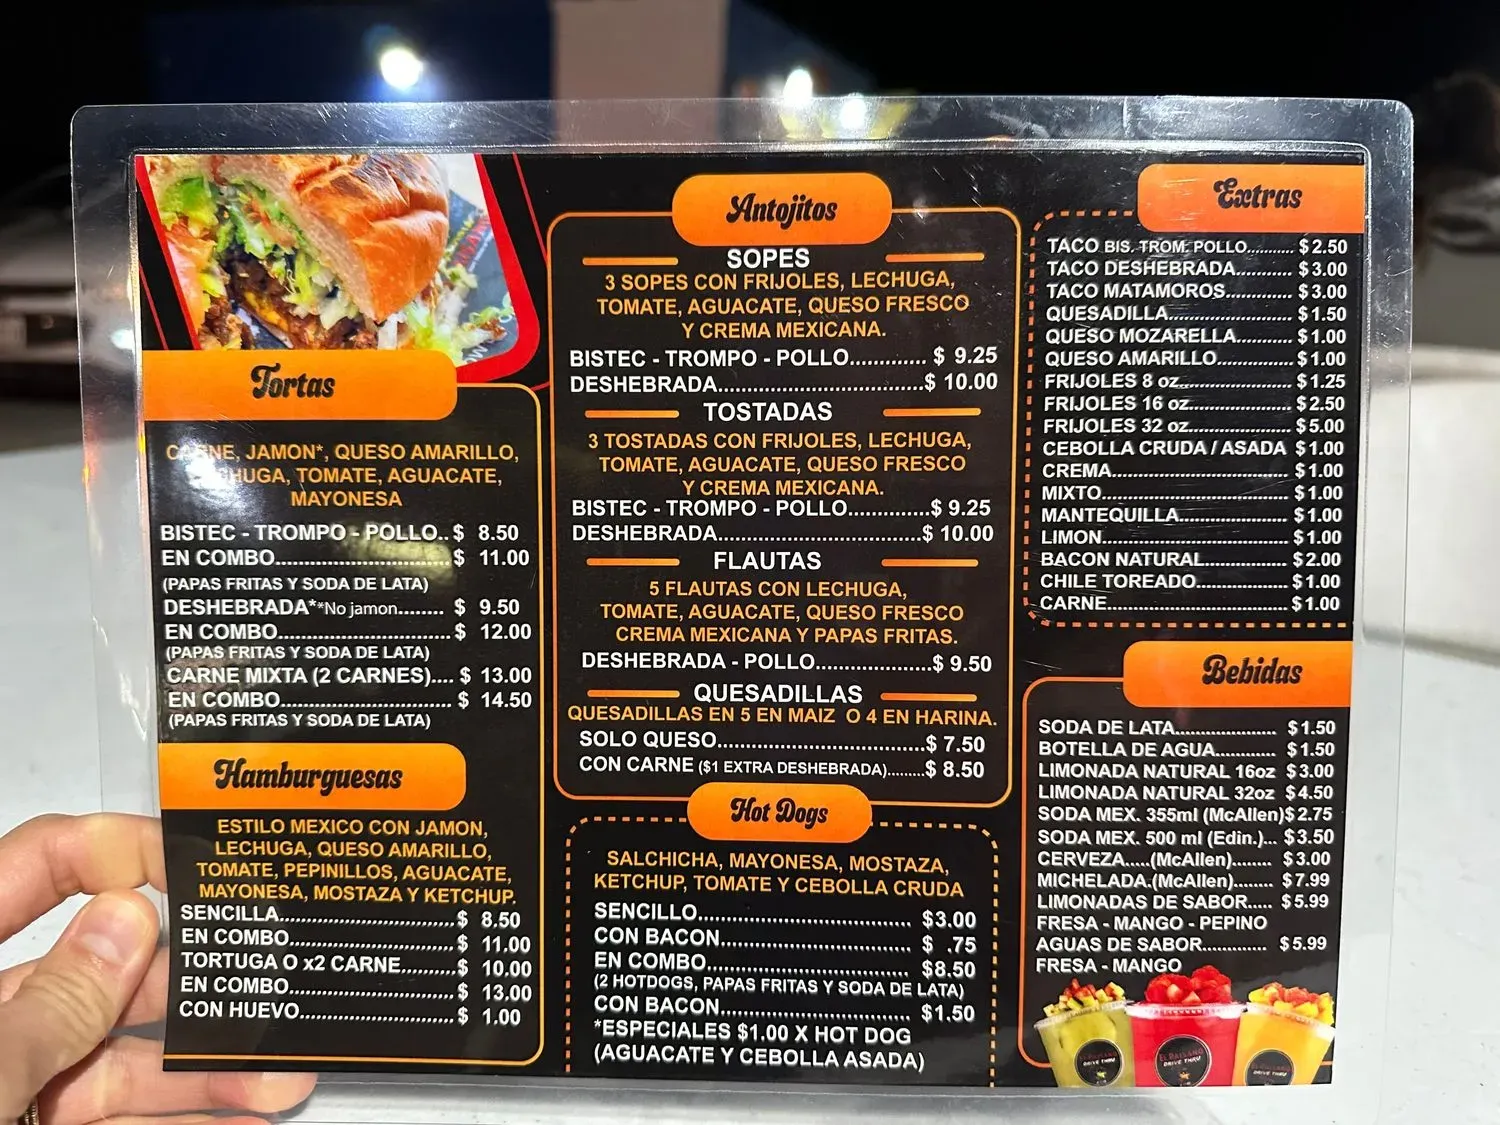 Tortas
CARNE, JAMON*, QUESO AMARILLO,
LECHUGA, TOMATE, AGUACATE,
MAYONESA
BISTEC - TROMPO - POLLO..$ 8.50
EN COMBO..............................$ 11.00
(PAPAS FRITAS Y SODA DE LATA)
DESHEBRADA**No jamon........ $ 9.50
EN COMBO..............................$ 12.00
(PAPAS FRITAS Y SODA DE LATA)
CARNE MIXTA (2 CARNES).... $ 13.00
EN COMBO.............................. $ 14.50
(PAPAS FRITAS Y SODA DE LATA)
Hamburguesas
ESTILO MEXICO CON JAMON,
LECHUGA, QUESO AMARILLO,
TOMATE, PEPINILLOS, AGUACATE,
MAYONESA, MOSTAZA Y KETCHUP.
SENCILLA..............................$ 8.50
EN COMBO.............................$ 11.00
TORTUGA O x2 CARNE..........$ 10.00
EN COMBO.............................$ 13.00
CON HUEVO...........................$ 1.00
Antojitos
SOPES
3 SOPES CON FRIJOLES, LECHUGA,
TOMATE, AGUACATE, QUESO FRESCO
Y CREMA MEXICANA.
BISTEC - TROMPO - POLLO............. $ 9.25
DESHEBRADA...................................$ 10.00
TOSTADAS
3 TOSTADAS CON FRIJOLES, LECHUGA,
TOMATE, AGUACATE, QUESO FRESCO
Y CREMA MEXICANA.
BISTEC - TROMPO - POLLO..............$ 9.25
DESHEBRADA...................................$ 10.00
FLAUTAS
5 FLAUTAS CON LECHUGA,
TOMATE, AGUACATE, QUESO FRESCO
CREMA MEXICANA Y PAPAS FRITAS.
DESHEBRADA - POLLO....................$ 9.50
QUESADILLAS
QUESADILLAS EN 5 EN MAIZ O 4 EN HARINA.
SOLO QUESO...................................$ 7.50
CON CARNE ($1 EXTRA DESHEBRADA).........$ 8.50
Hot Dogs
SALCHICHA, MAYONESA, MOSTAZA,
KETCHUP, TOMATE Y CEBOLLA CRUDA
SENCILLO.................................... $3.00
CON BACON................................ $ .75
EN COMBO.................................. $8.50
(2 HOTDOGS, PAPAS FRITAS Y SODA DE LATA)
CON BACON................................ $1.50
*ESPECIALES $1.00 X HOT DOG
(AGUACATE Y CEBOLLA ASADA)
Extras
TACO BIS. TROM. POLLO.......... $2.50
TACO DESHEBRADA............ $3.00
TACO MATAMOROS.............. $3.00
QUESADILLA.......................... $1.50
QUESO MOZARELLA............ $1.00
QUESO AMARILLO................ $1.00
FRIJOLES 8 oz....................... $1.25
FRIJOLES 16 oz..................... $2.50
FRIJOLES 32 oz..................... $5.00
CEBOLLA CRUDA / ASADA $1.00
CREMA.................................... $1.00
MIXTO...................................... $1.00
MANTEQUILLA....................... $1.00
LIMON...................................... $1.00
BACON NATURAL................. $2.00
CHILE TOREADO................... $1.00
CARNE..................................... $1.00
Bebidas
SODA DE LATA..................... $1.50
BOTELLA DE AGUA............ $1.50
LIMONADA NATURAL 16oz $3.00
LIMONADA NATURAL 32oz $4.50
SODA MEX. 355ml (McAllen)$2.75
SODA MEX. 500 ml (Edin.)... $3.50
CERVEZA.....(McAllen)........ $3.00
MICHELADA.(McAllen)........ $7.99
LIMONADAS DE SABOR..... $5.99
FRESA - MANGO - PEPINO
AGUAS DE SABOR............. $5.99
FRESA - MANGO
EL PAISANO
DRIVE THRU
EL PAISANO
DRIVE THRU
DRIVE THRU